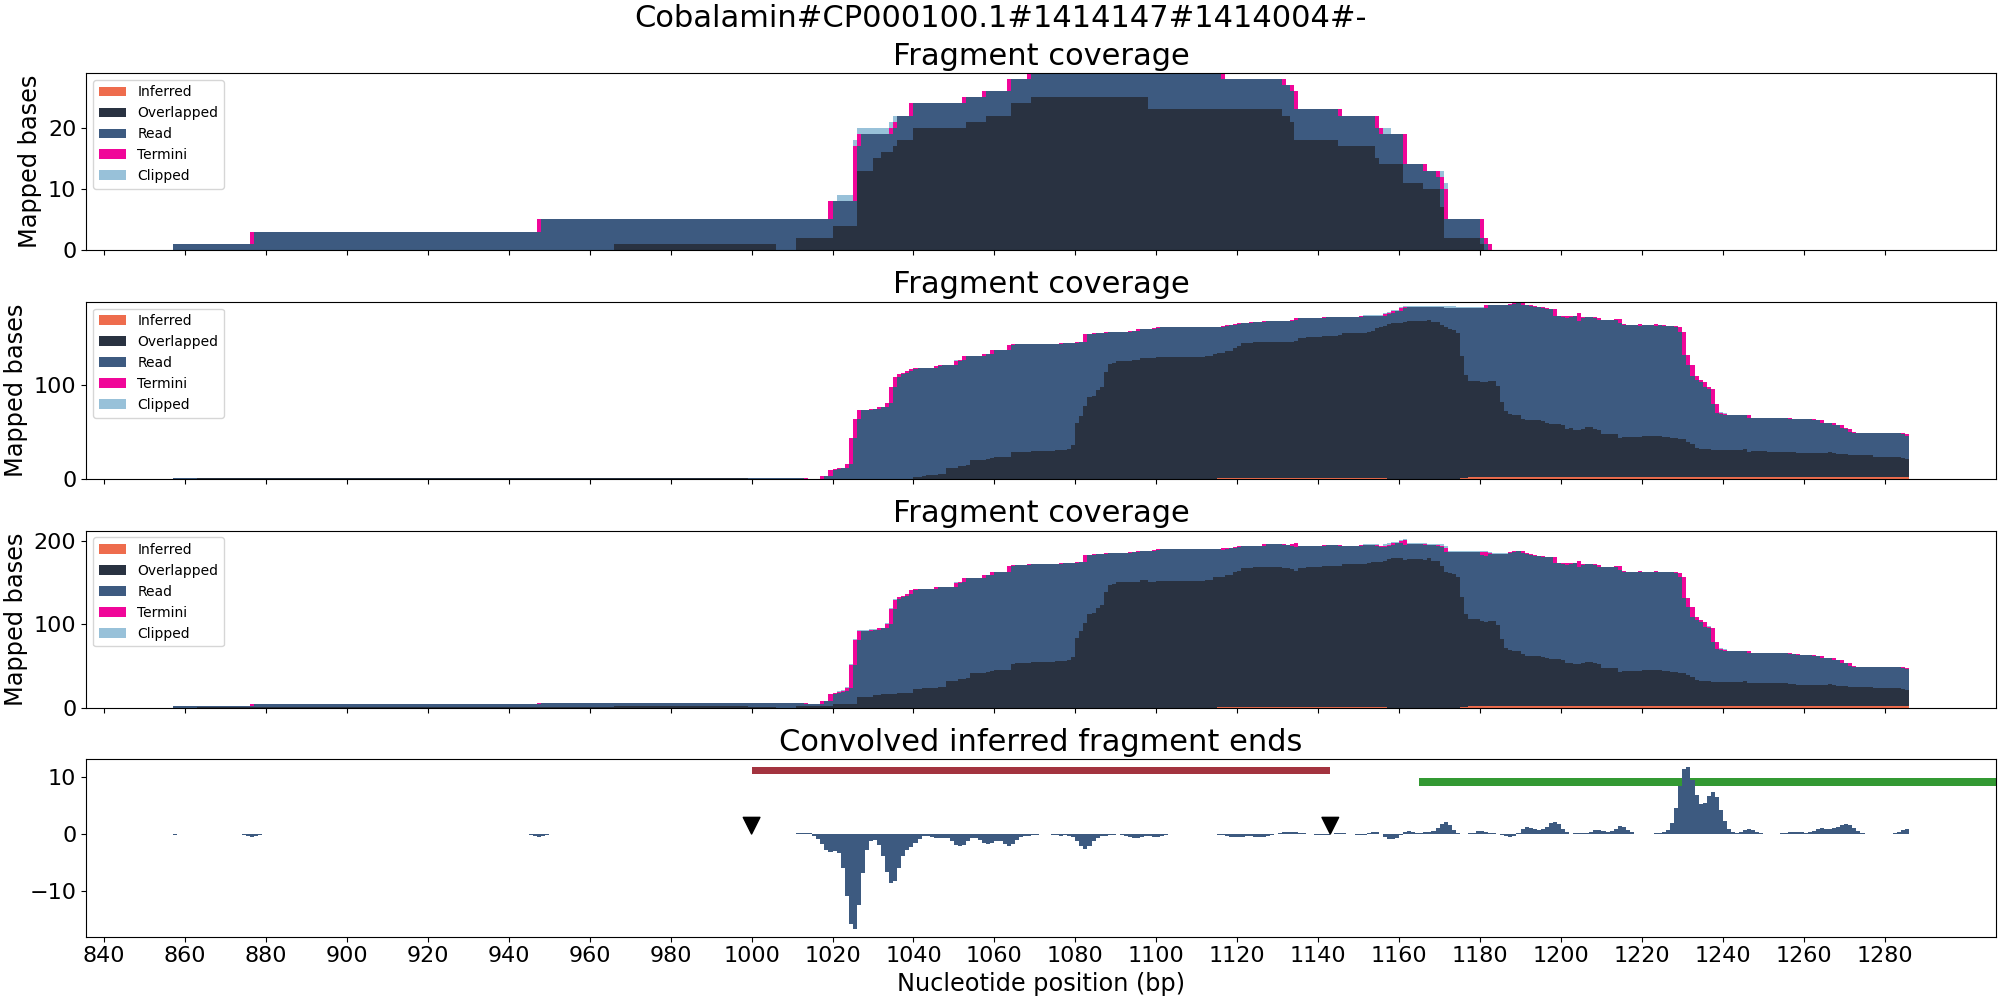 Cobalamin#CP000100.1#1414147#1414004#-
Fragment coverage
Mapped bases
20
10
0
Inferred
Overlapped
Read
Termini
Clipped
Fragment coverage
Mapped bases
100
0
Inferred
Overlapped
Read
Termini
Clipped
Fragment coverage
Mapped bases
200
100
0
Inferred
Overlapped
Read
Termini
Clipped
Convolved inferred fragment ends
10
0
−10
840 860 880 900 920 940 960 980 1000 1020 1040 1060 1080 1100 1120 1140 1160 1180 1200 1220 1240 1260 1280
Nucleotide position (bp)